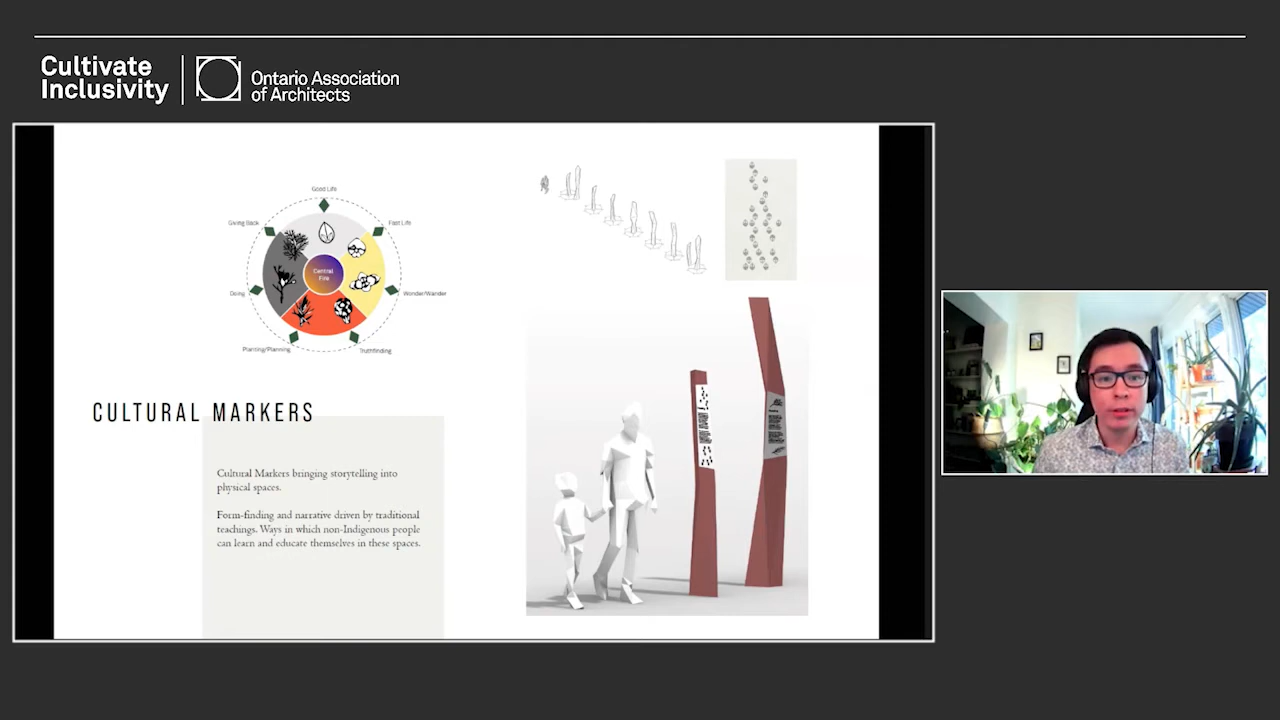 Cultivate
Inclusivity
Ontario Association
of Architects
Good Life
Giving Back
Fast Life
Central
Fire
Doing
Wonder/Wander
Planting/Planning
Truthfinding
CULTURAL MARKERS
Cultural Markers bringing storytelling into
physical spaces.
Form-finding and narrative driven by traditional
teachings. Ways in which non-Indigenous people
can learn and educate themselves in these spaces.